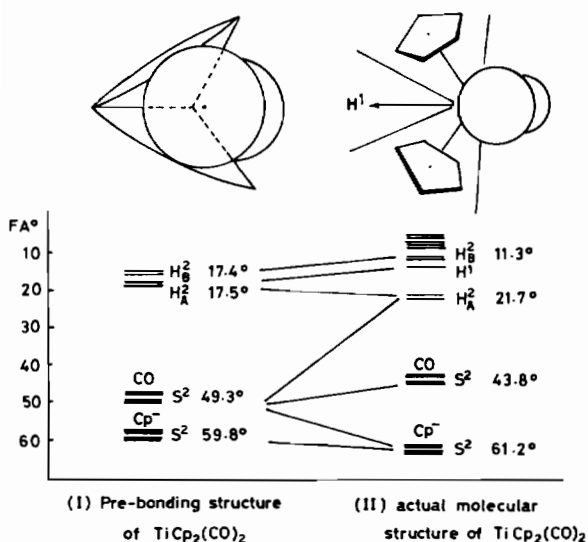 H¹
FA°
10
20
30
40
50
60
H²B 17.4°
H²A 17.5°
CO
S² 49.3°
Cp⁻
S² 59.8°
H²B 11.3°
H¹
H²A 21.7°
CO
S² 43.8°
Cp⁻
S² 61.2°
(I) Pre-bonding structure
of TiCp₂(CO)₂
(II) actual molecular
structure of TiCp₂(CO)₂